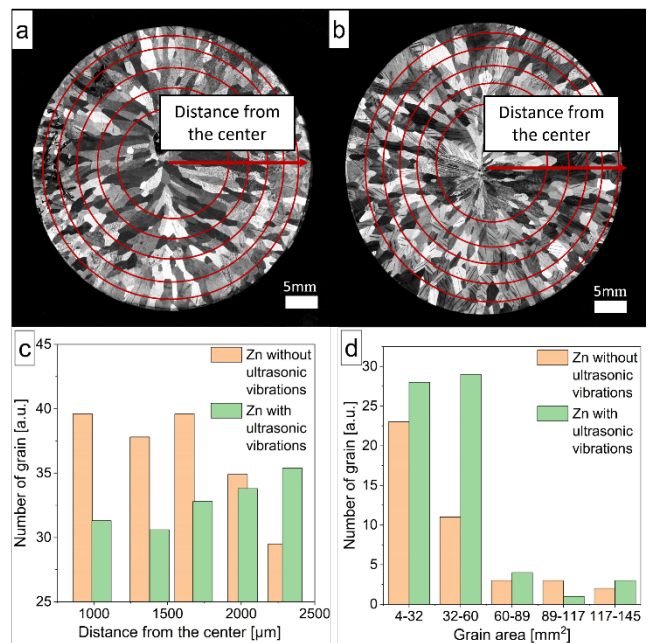 a
Distance from
the center
5mm
b
Distance from
the center
5mm
c
Zn without
ultrasonic
vibrations
Zn with
ultrasonic
vibrations
Number of grain [a.u.]
40
35
30
25
1000
1500
2000
2500
Distance from the center [µm]
d
Zn without
ultrasonic
vibrations
Zn with
ultrasonic
vibrations
Number of grain [a.u.]
30
25
20
15
10
5
0
4-32
32-60
60-89
89-117
117-145
Grain area [mm²]